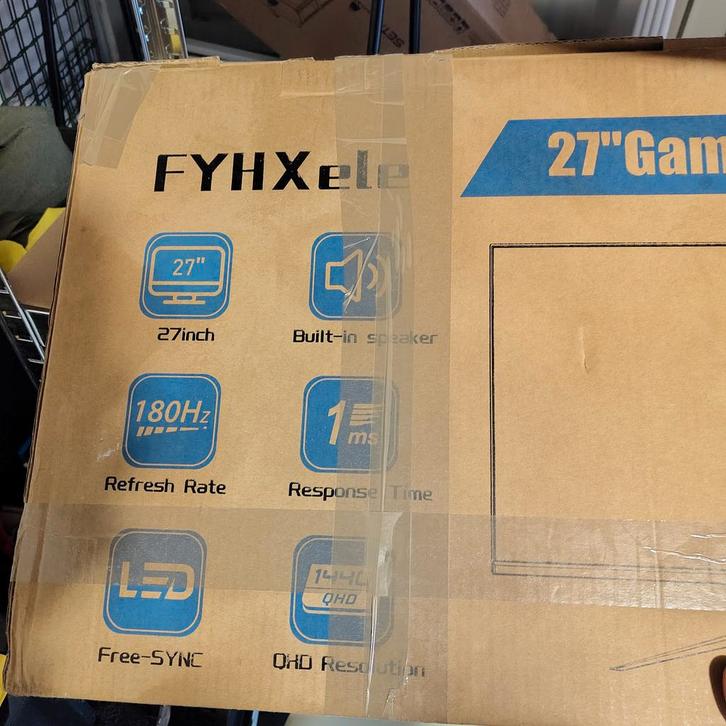 FYHXele
27"Gam
27"
27inch
Built-in speaker
180Hz
Refresh Rate
1
ms
Response Time
LED
Free-SYNC
QHD
QHD Resolution